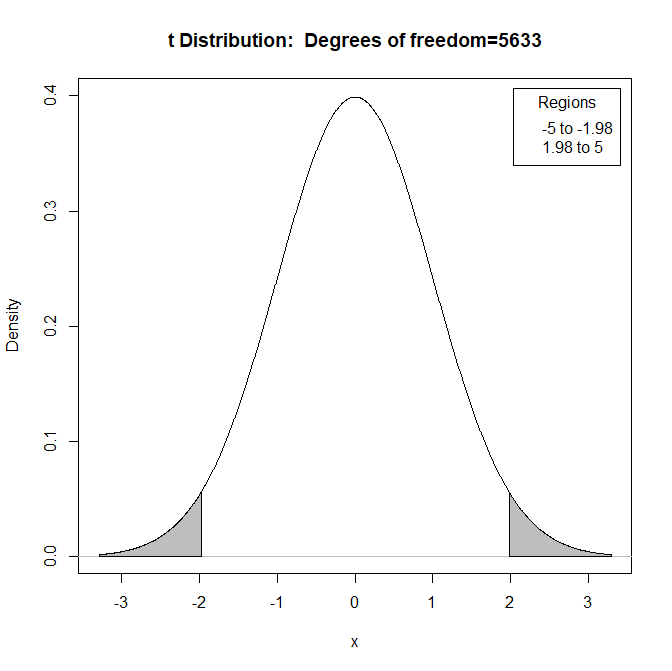 t Distribution:  Degrees of freedom=5633
Regions
-5 to -1.98
1.98 to 5
Density
0.4
0.3
0.2
0.1
0.0
-3 -2 -1 0 1 2 3
x